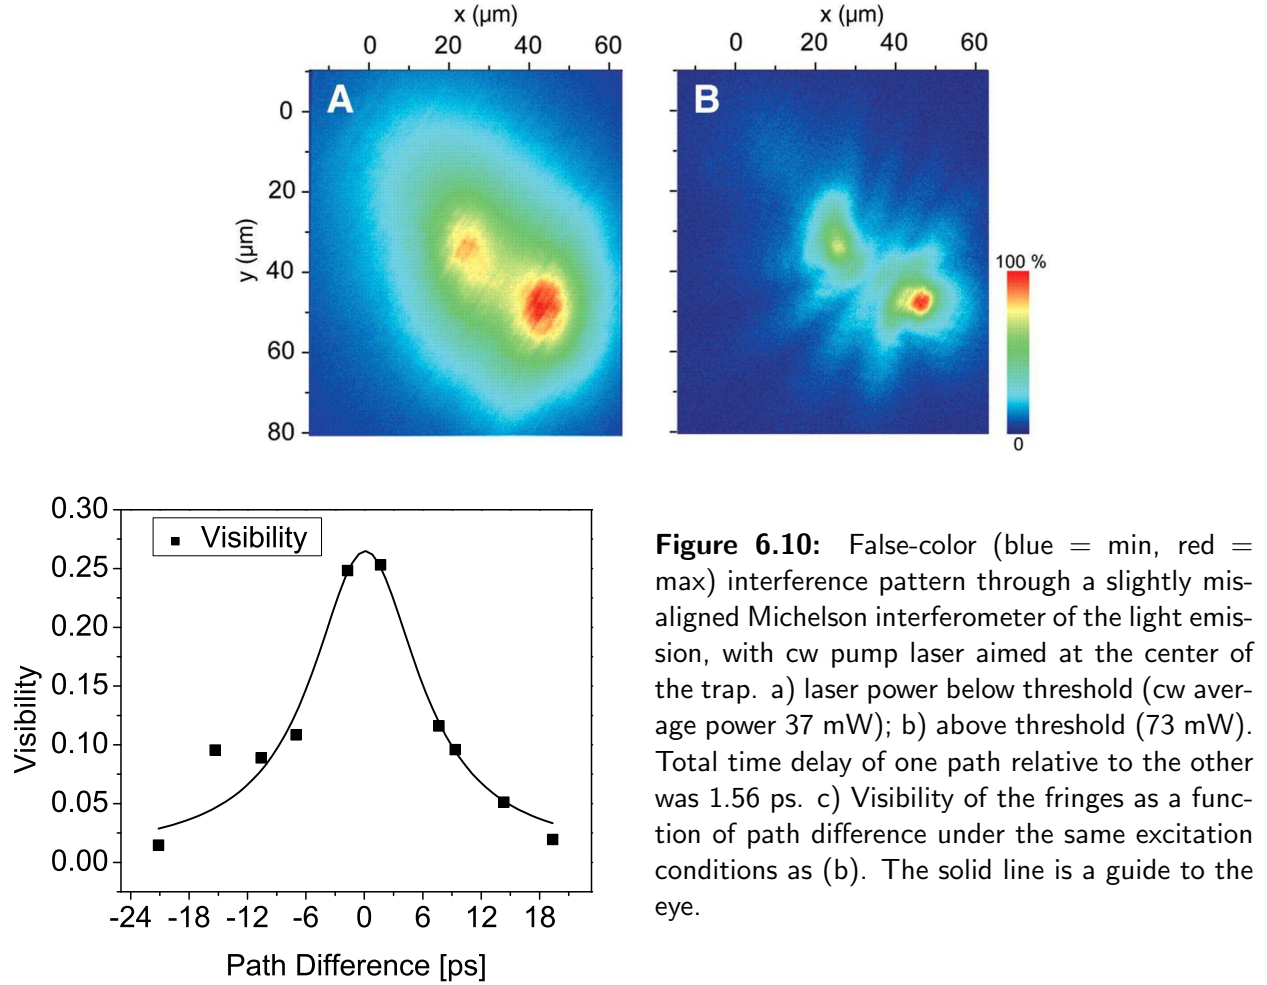 x (μm)
x (μm)
0 20 40 60
0 20 40 60
A
B
0
20
40
60
80
y (μm)
100 %
0
0.30
0.25
0.20
0.15
0.10
0.05
0.00
Visibility
Visibility
-24 -18 -12 -6 0 6 12 18
Path Difference [ps]
Figure 6.10: False-color (blue = min, red =
max) interference pattern through a slightly mis-
aligned Michelson interferometer of the light emis-
sion, with cw pump laser aimed at the center of
the trap. a) laser power below threshold (cw aver-
age power 37 mW); b) above threshold (73 mW).
Total time delay of one path relative to the other
was 1.56 ps. c) Visibility of the fringes as a func-
tion of path difference under the same excitation
conditions as (b). The solid line is a guide to the
eye.